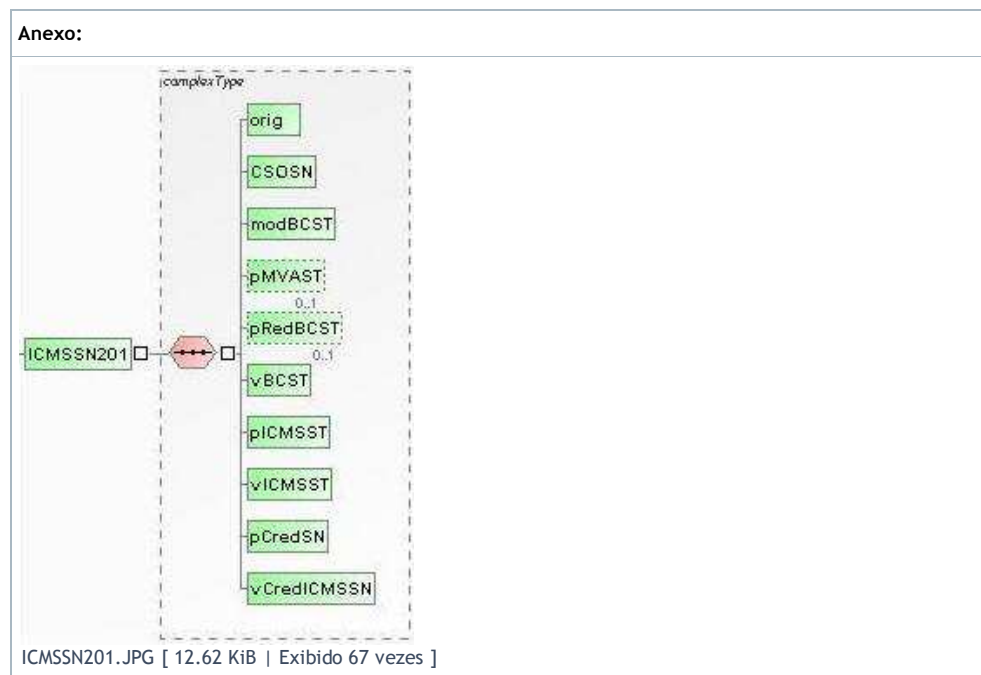 Anexo:
complexType
orig
CSOSN
modBCST
pMVAST
0..1
pRedBCST
0..1
ICMSSN201
vBCST
pICMSST
vICMSST
pCredSN
vCredICMSSN
ICMSSN201.JPG [ 12.62 KiB | Exibido 67 vezes ]